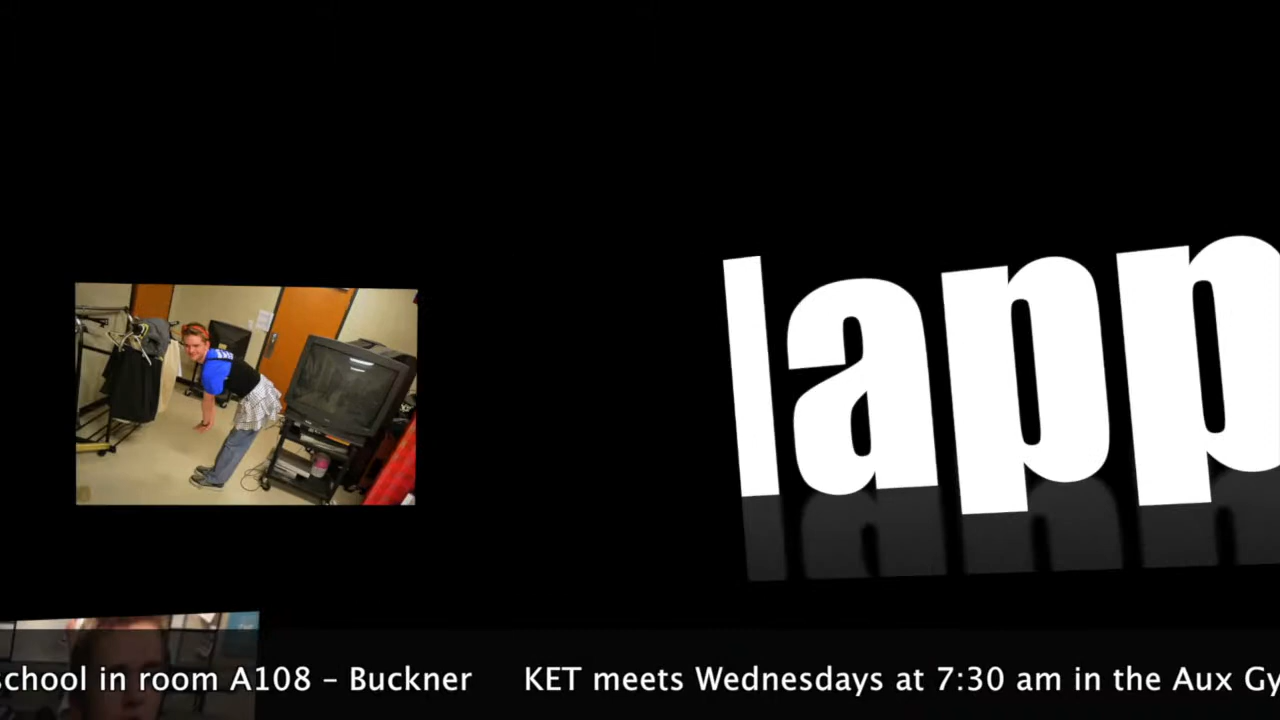 lapp
school in room A108 – Buckner KET meets Wednesdays at 7:30 am in the Aux Gy